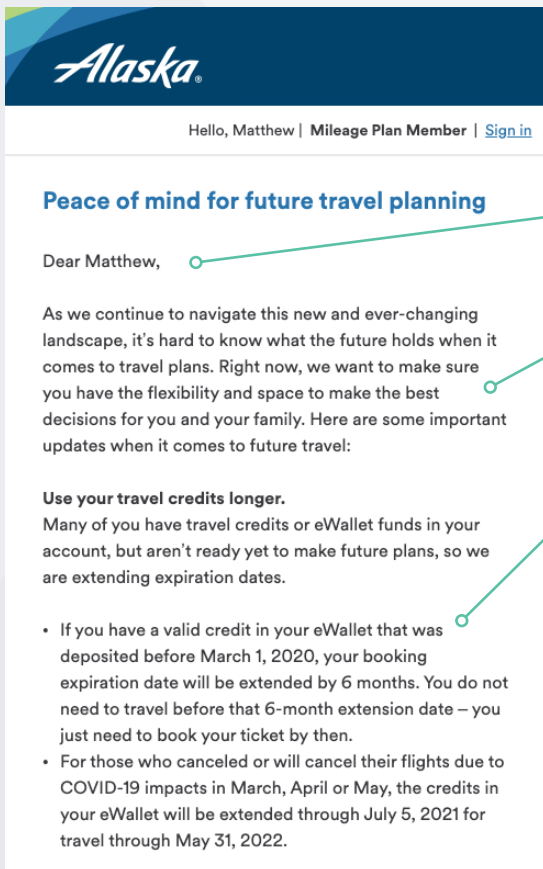 Alaska®
Hello, Matthew | Mileage Plan Member | Sign in
Peace of mind for future travel planning
Dear Matthew,
As we continue to navigate this new and ever-changing
landscape, it's hard to know what the future holds when it
comes to travel plans. Right now, we want to make sure
you have the flexibility and space to make the best
decisions for you and your family. Here are some important
updates when it comes to future travel:
Use your travel credits longer.
Many of you have travel credits or eWallet funds in your
account, but aren't ready yet to make future plans, so we
are extending expiration dates.
• If you have a valid credit in your eWallet that was
deposited before March 1, 2020, your booking
expiration date will be extended by 6 months. You do not
need to travel before that 6-month extension date – you
just need to book your ticket by then.
• For those who canceled or will cancel their flights due to
COVID-19 impacts in March, April or May, the credits in
your eWallet will be extended through July 5, 2021 for
travel through May 31, 2022.